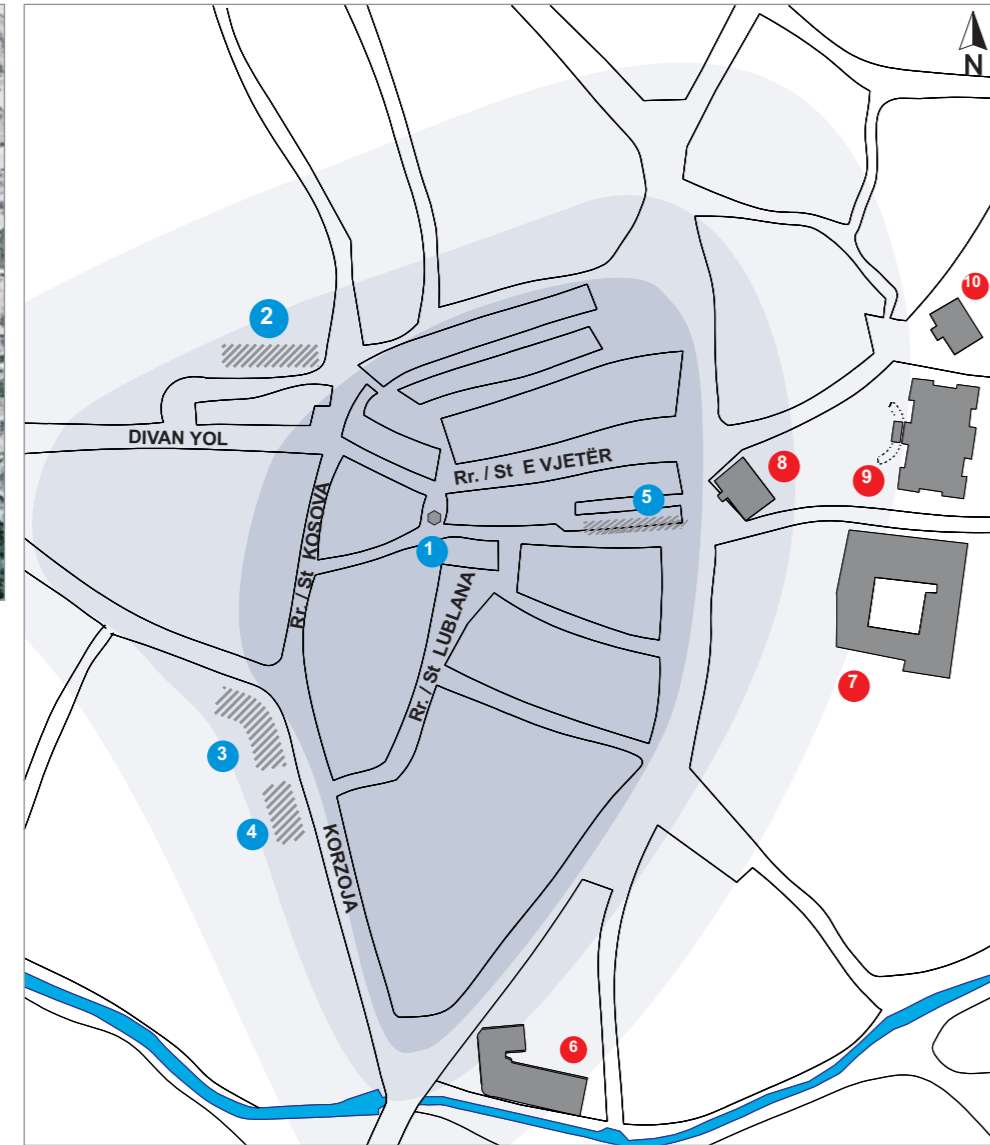 N
10
2
DIVAN YOL
Rr. / St E VJETËR
8
9
5
1
Rr. / St KOSOVA
Rr. / St LUBLANA
7
3
4
KORZOJA
6